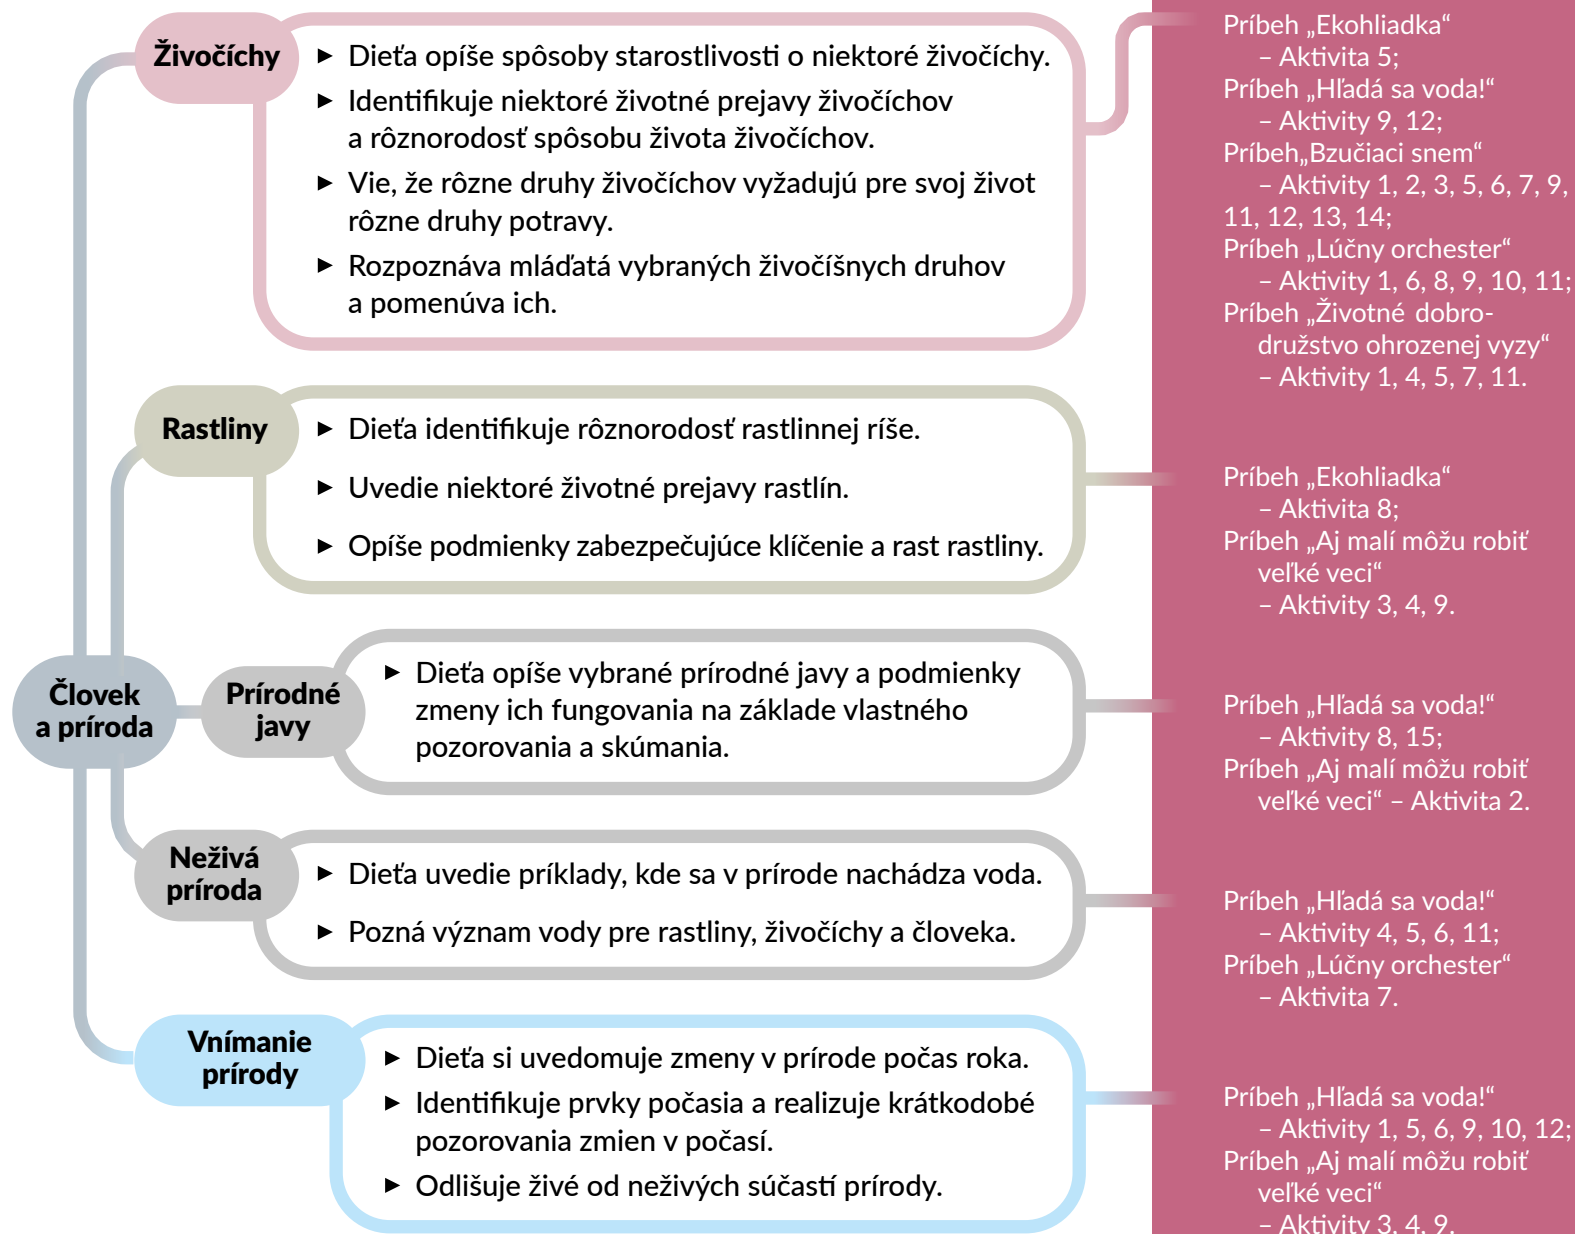 Človek
a príroda
Živočíchy
► Dieťa opíše spôsoby starostlivosti o niektoré živočíchy.
► Identifikuje niektoré životné prejavy živočíchov
a rôznorodosť spôsobu života živočíchov.
► Vie, že rôzne druhy živočíchov vyžadujú pre svoj život
rôzne druhy potravy.
► Rozpoznáva mláďatá vybraných živočíšnych druhov
a pomenúva ich.
Príbeh „Ekohliadka“
– Aktivita 5;
Príbeh „Hľadá sa voda!“
– Aktivity 9, 12;
Príbeh„Bzučiaci snem“
– Aktivity 1, 2, 3, 5, 6, 7, 9,
11, 12, 13, 14;
Príbeh „Lúčny orchester“
– Aktivity 1, 6, 8, 9, 10, 11;
Príbeh „Životné dobro-
družstvo ohrozenej vyzy“
– Aktivity 1, 4, 5, 7, 11.
Rastliny
► Dieťa identifikuje rôznorodosť rastlinnej ríše.
► Uvedie niektoré životné prejavy rastlín.
► Opíše podmienky zabezpečujúce klíčenie a rast rastliny.
Príbeh „Ekohliadka“
– Aktivita 8;
Príbeh „Aj malí môžu robiť
veľké veci“
– Aktivity 3, 4, 9.
Prírodné
javy
► Dieťa opíše vybrané prírodné javy a podmienky
zmeny ich fungovania na základe vlastného
pozorovania a skúmania.
Príbeh „Hľadá sa voda!“
– Aktivity 8, 15;
Príbeh „Aj malí môžu robiť
veľké veci“ – Aktivita 2.
Neživá
príroda
► Dieťa uvedie príklady, kde sa v prírode nachádza voda.
► Pozná význam vody pre rastliny, živočíchy a človeka.
Príbeh „Hľadá sa voda!“
– Aktivity 4, 5, 6, 11;
Príbeh „Lúčny orchester“
– Aktivita 7.
Vnímanie
prírody
► Dieťa si uvedomuje zmeny v prírode počas roka.
► Identifikuje prvky počasia a realizuje krátkodobé
pozorovania zmien v počasí.
► Odlišuje živé od neživých súčastí prírody.
Príbeh „Hľadá sa voda!“
– Aktivity 1, 5, 6, 9, 10, 12;
Príbeh „Aj malí môžu robiť
veľké veci“
– Aktivity 3, 4, 9.